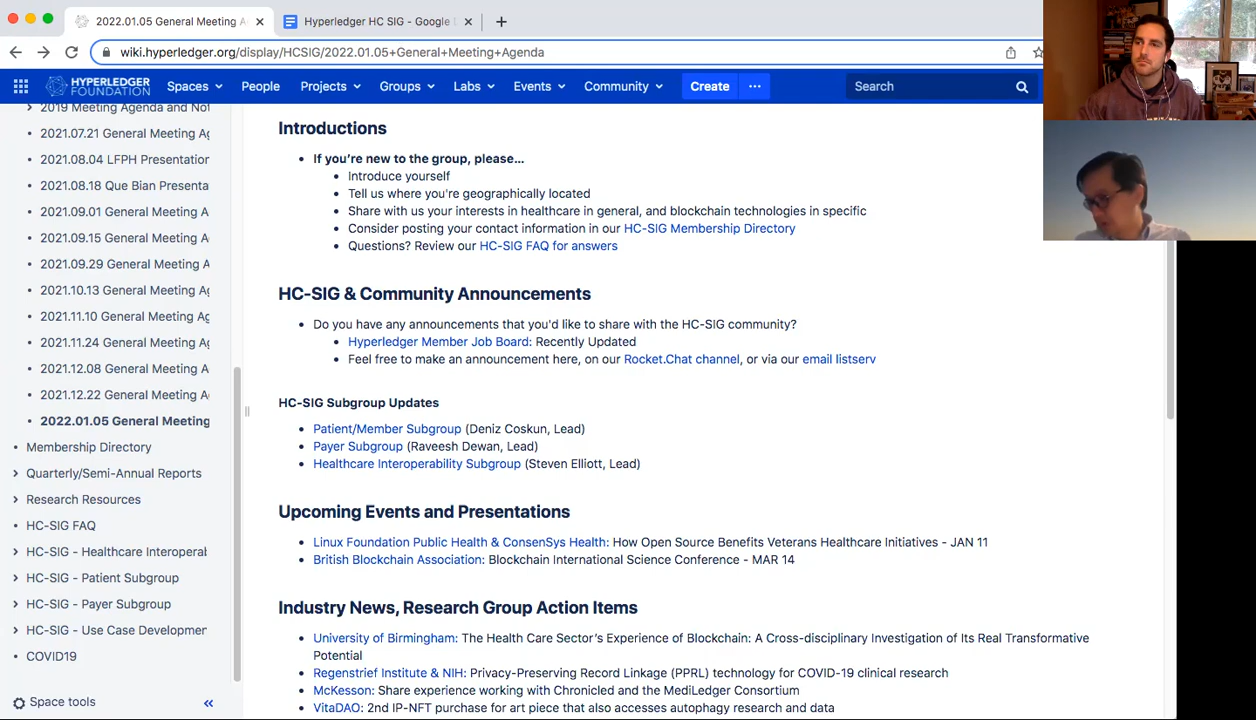 2022.01.05 General Meeting A
Hyperledger HC SIG - Google
wiki.hyperledger.org/display/HCSIG/2022.01.05+General+Meeting+Agenda
HYPERLEDGER FOUNDATION Spaces People Projects Groups Labs Events Community Create ... Search
2019 Meeting Agenda and Not
2021.07.21 General Meeting Ag
2021.08.04 LFPH Presentation
2021.08.18 Que Bian Presenta
2021.09.01 General Meeting A
2021.09.15 General Meeting A
2021.09.29 General Meeting A
2021.10.13 General Meeting Ag
2021.11.10 General Meeting Ag
2021.11.24 General Meeting Ag
2021.12.08 General Meeting Ag
2021.12.22 General Meeting Ag
2022.01.05 General Meeting
Membership Directory
Quarterly/Semi-Annual Reports
Research Resources
HC-SIG FAQ
HC-SIG - Healthcare Interoperal
HC-SIG - Patient Subgroup
HC-SIG - Payer Subgroup
HC-SIG - Use Case Developmen
COVID19
Space tools
Introductions
If you're new to the group, please...
Introduce yourself
Tell us where you're geographically located
Share with us your interests in healthcare in general, and blockchain technologies in specific
Consider posting your contact information in our HC-SIG Membership Directory
Questions? Review our HC-SIG FAQ for answers
HC-SIG & Community Announcements
Do you have any announcements that you'd like to share with the HC-SIG community?
Hyperledger Member Job Board: Recently Updated
Feel free to make an announcement here, on our Rocket.Chat channel, or via our email listserv
HC-SIG Subgroup Updates
Patient/Member Subgroup (Deniz Coskun, Lead)
Payer Subgroup (Raveesh Dewan, Lead)
Healthcare Interoperability Subgroup (Steven Elliott, Lead)
Upcoming Events and Presentations
Linux Foundation Public Health & ConsenSys Health: How Open Source Benefits Veterans Healthcare Initiatives - JAN 11
British Blockchain Association: Blockchain International Science Conference - MAR 14
Industry News, Research Group Action Items
University of Birmingham: The Health Care Sector's Experience of Blockchain: A Cross-disciplinary Investigation of Its Real Transformative
Potential
Regenstrief Institute & NIH: Privacy-Preserving Record Linkage (PPRL) technology for COVID-19 clinical research
McKesson: Share experience working with Chronicled and the MediLedger Consortium
VitaDAO: 2nd IP-NFT purchase for art piece that also accesses autophagy research and data